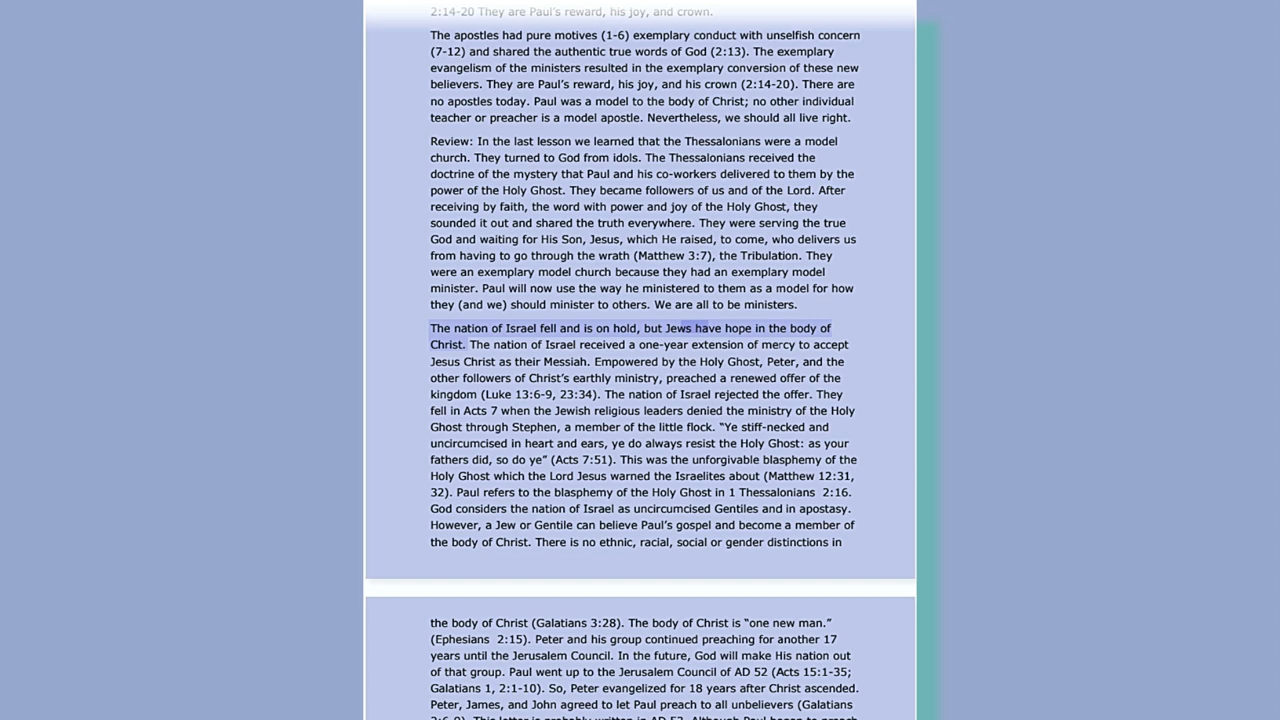 2:14-20 They are Paul's reward, his joy, and crown.
The apostles had pure motives (1-6) exemplary conduct with unselfish concern
(7-12) and shared the authentic true words of God (2:13). The exemplary
evangelism of the ministers resulted in the exemplary conversion of these new
believers. They are Paul's reward, his joy, and his crown (2:14-20). There are
no apostles today. Paul was a model to the body of Christ; no other individual
teacher or preacher is a model apostle. Nevertheless, we should all live right.
Review: In the last lesson we learned that the Thessalonians were a model
church. They turned to God from idols. The Thessalonians received the
doctrine of the mystery that Paul and his co-workers delivered to them by the
power of the Holy Ghost. They became followers of us and of the Lord. After
receiving by faith, the word with power and joy of the Holy Ghost, they
sounded it out and shared the truth everywhere. They were serving the true
God and waiting for His Son, Jesus, which He raised, to come, who delivers us
from having to go through the wrath (Matthew 3:7), the Tribulation. They
were an exemplary model church because they had an exemplary model
minister. Paul will now use the way he ministered to them as a model for how
they (and we) should minister to others. We are all to be ministers.
The nation of Israel fell and is on hold, but Jews have hope in the body of
Christ. The nation of Israel received a one-year extension of mercy to accept
Jesus Christ as their Messiah. Empowered by the Holy Ghost, Peter, and the
other followers of Christ's earthly ministry, preached a renewed offer of the
kingdom (Luke 13:6-9, 23:34). The nation of Israel rejected the offer. They
fell in Acts 7 when the Jewish religious leaders denied the ministry of the Holy
Ghost through Stephen, a member of the little flock. "Ye stiff-necked and
uncircumcised in heart and ears, ye do always resist the Holy Ghost: as your
fathers did, so do ye" (Acts 7:51). This was the unforgivable blasphemy of the
Holy Ghost which the Lord Jesus warned the Israelites about (Matthew 12:31,
32). Paul refers to the blasphemy of the Holy Ghost in 1 Thessalonians  2:16.
God considers the nation of Israel as uncircumcised Gentiles and in apostasy.
However, a Jew or Gentile can believe Paul's gospel and become a member of
the body of Christ. There is no ethnic, racial, social or gender distinctions in
the body of Christ (Galatians 3:28). The body of Christ is "one new man."
(Ephesians  2:15). Peter and his group continued preaching for another 17
years until the Jerusalem Council. In the future, God will make His nation out
of that group. Paul went up to the Jerusalem Council of AD 52 (Acts 15:1-35;
Galatians 1, 2:1-10). So, Peter evangelized for 18 years after Christ ascended.
Peter, James, and John agreed to let Paul preach to all unbelievers (Galatians